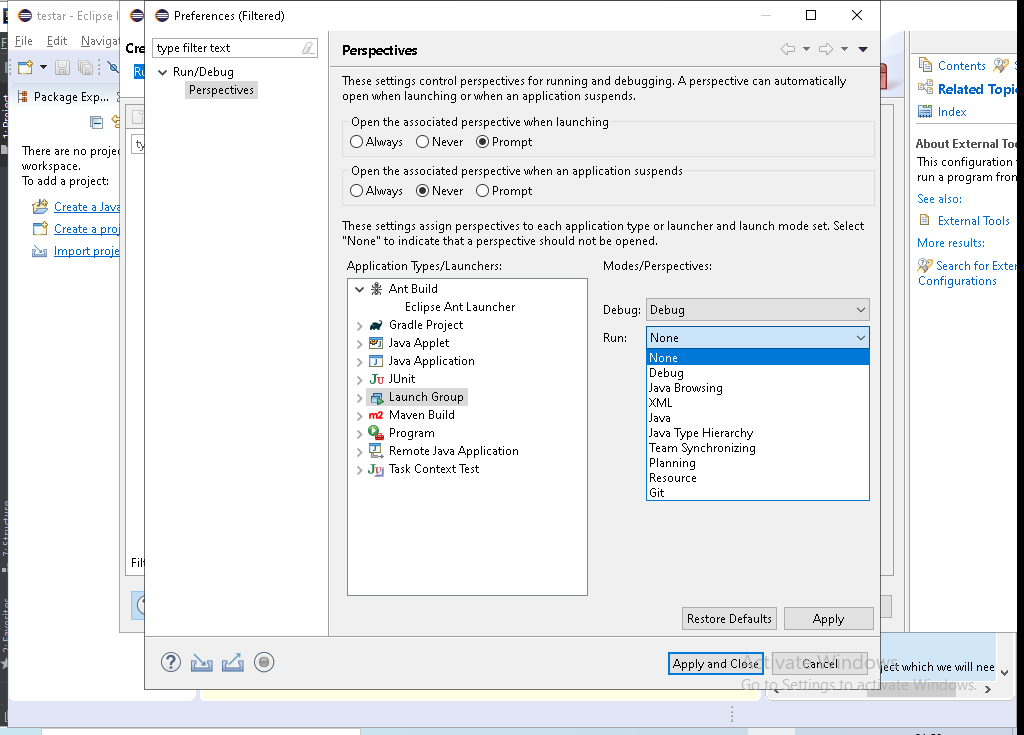 testar - Eclipse I
File Edit Naviga
Package Exp...
There are no proje
workspace.
To add a project:
Create a Java
Create a proj
Import proje
Cre
Ru
ty
Filt
Preferences (Filtered)
type filter text
Run/Debug
Perspectives
Perspectives
These settings control perspectives for running and debugging. A perspective can automatically
open when launching or when an application suspends.
Open the associated perspective when launching
Always Never Prompt
Open the associated perspective when an application suspends
Always Never Prompt
These settings assign perspectives to each application type or launcher and launch mode set. Select
"None" to indicate that a perspective should not be opened.
Application Types/Launchers:
Ant Build
Eclipse Ant Launcher
Gradle Project
Java Applet
Java Application
JUnit
Launch Group
Maven Build
Program
Remote Java Application
Task Context Test
Modes/Perspectives:
Debug: Debug
Run: None
None
Debug
Java Browsing
XML
Java
Java Type Hierarchy
Team Synchronizing
Planning
Resource
Git
Restore Defaults Apply
Apply and Close Cancel
Contents S
Related Topi
Index
About External Too
This configuration
run a program from
See also:
External Tools
More results:
Search for Exter
Configurations
ject which we will nee
Activate Windows
Go to Settings to activate Windows.